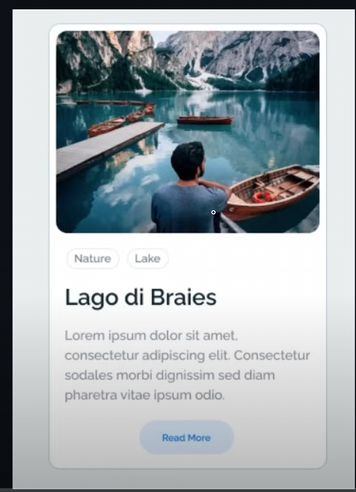 Nature Lake
Lago di Braies
Lorem ipsum dolor sit amet,
consectetur adipiscing elit. Consectetur
sodales morbi dignissim sed diam
pharetra vitae ipsum odio.
Read More